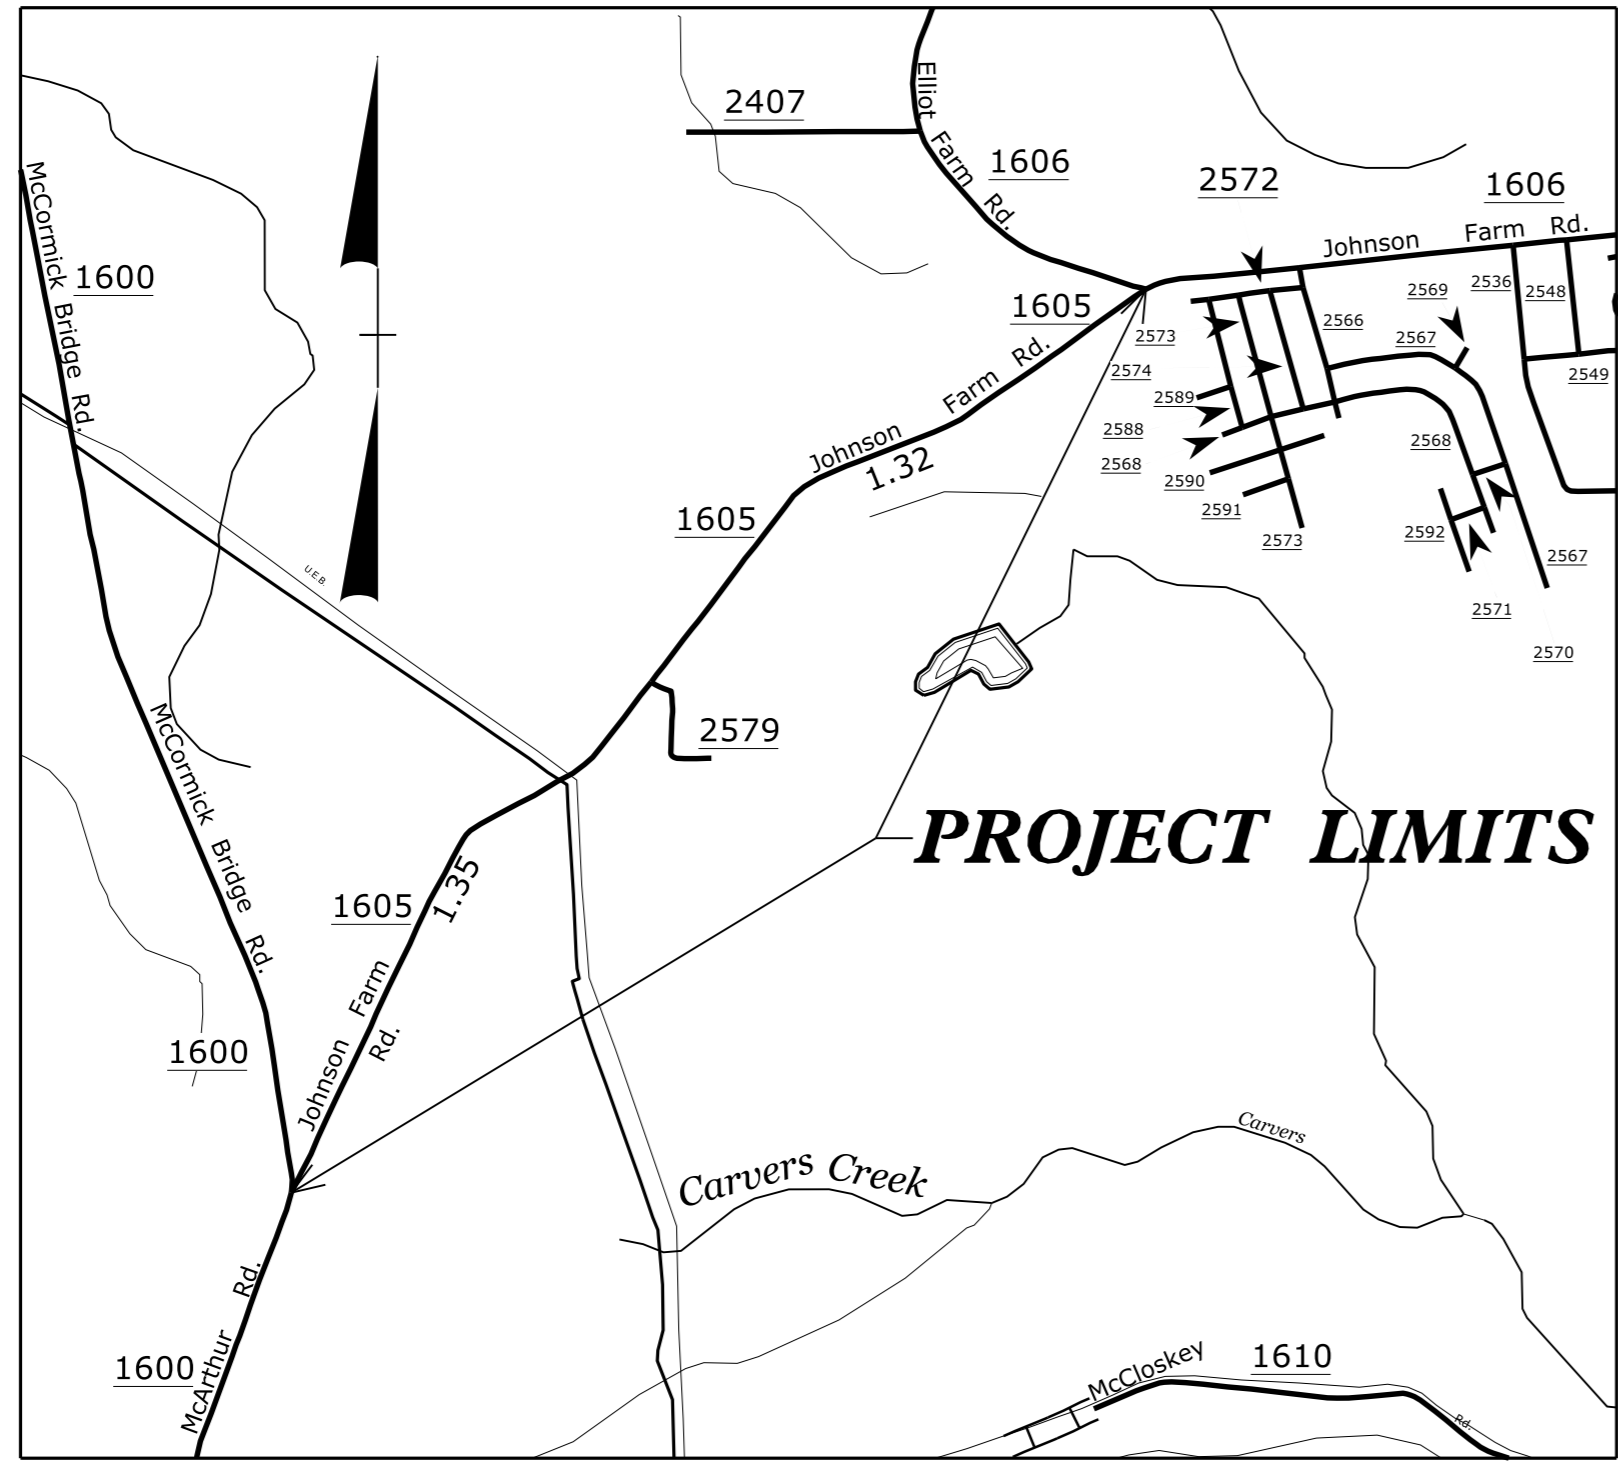 2407
Elliot Farm Rd.
1606
2572
1606
Johnson Farm Rd.
McCormick Bridge Rd.
1600
1605
2573
2566
2569
2567
2536
2548
2549
2574
2589
2588
2568
2590
2591
2573
2568
2592
2567
2571
2570
Johnson Farm Rd.
1.32
1605
U.E.B.
2579
McCormick Bridge Rd.
PROJECT LIMITS
1605
1.35
Johnson Farm Rd.
1600
Carvers Creek
Carvers
McArthur Rd.
1600
McCloskey Rd.
1610